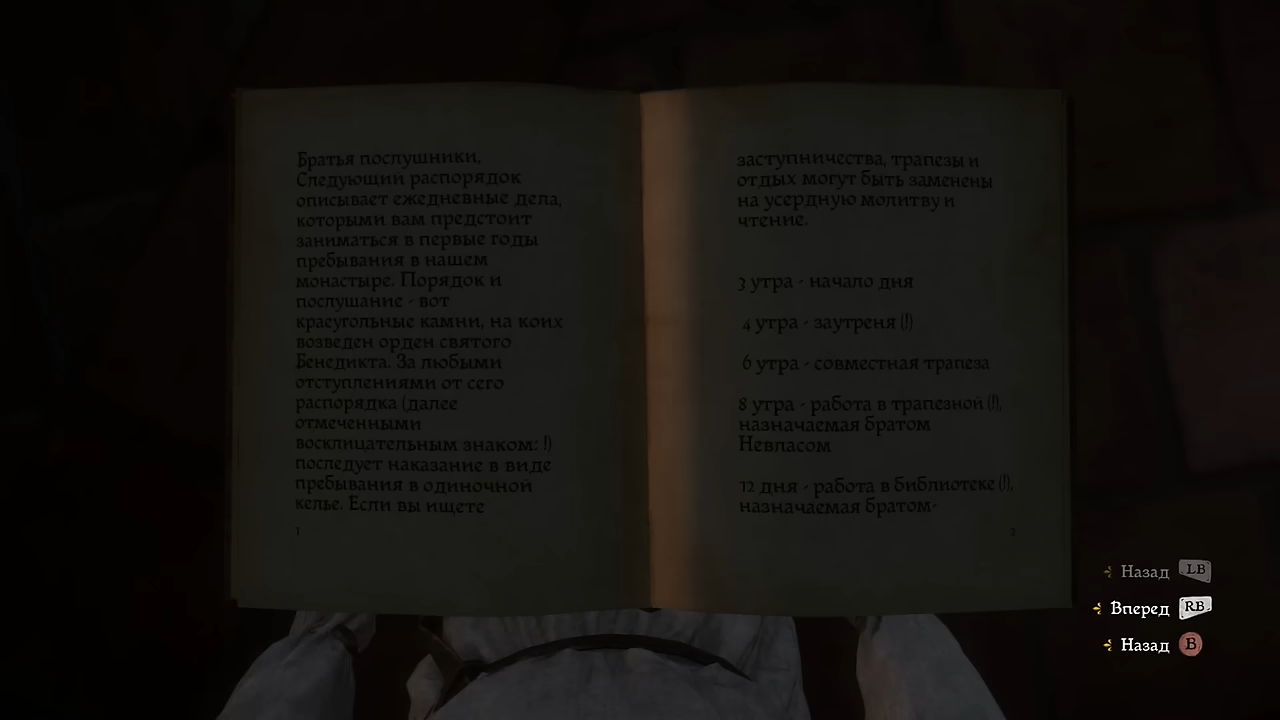 Братья послушники,
Следующий распорядок
описывает ежедневные дела,
которыми вам предстоит
заниматься в первые годы
пребывания в нашем
монастыре. Порядок и
послушание - вот
краеугольные камни, на коих
возведен орден святого
Бенедикта. За любыми
отступлениями от сего
распорядка (далее
отмеченными
восклицательным знаком: !)
последует наказание в виде
пребывания в одиночной
келье. Если вы ищете
1
заступничества, трапезы и
отдых могут быть заменены
на усердную молитву и
чтение.
3 утра - начало дня
4 утра - заутреня (!)
6 утра - совместная трапеза
8 утра - работа в трапезной (!),
назначаемая братом
Невласом
12 дня - работа в библиотеке (!),
назначаемая братом-
2
Назад LB
Вперед RB
Назад B